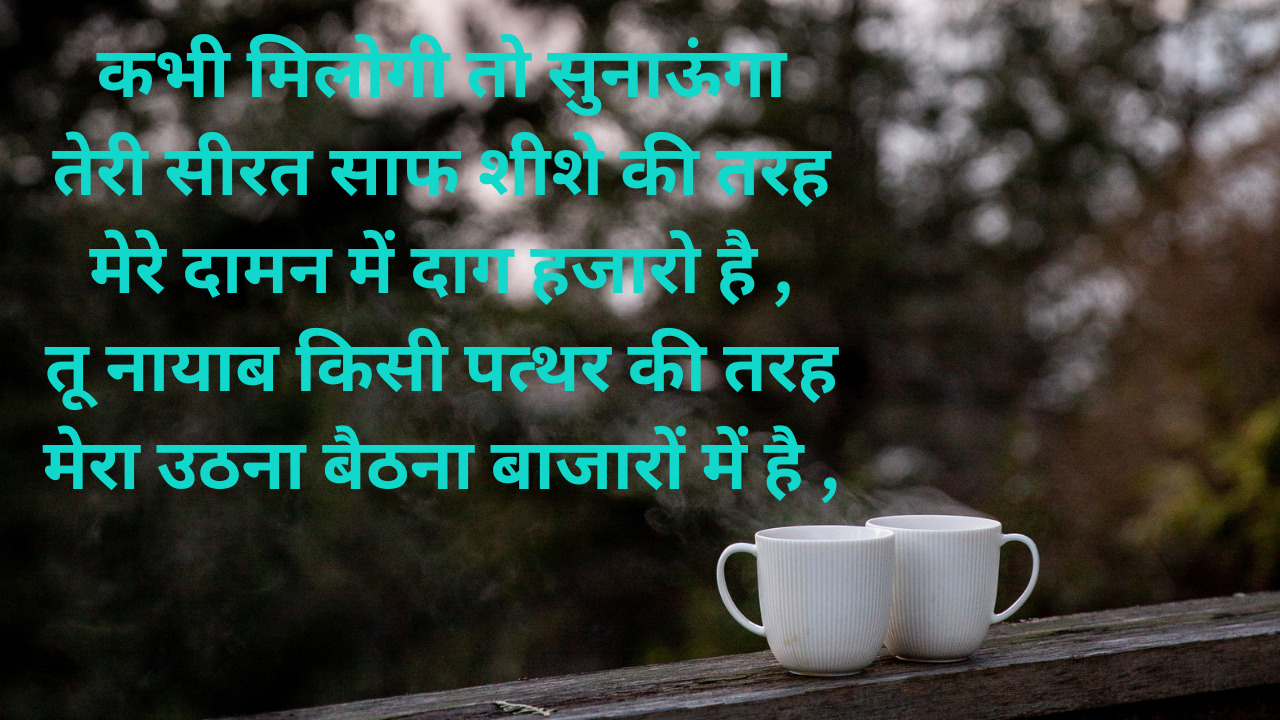 कभी मिलोगी तो सुनाऊंगा
तेरी सीरत साफ शीशे की तरह
मेरे दामन में दाग हजारो है ,
तू नायाब किसी पत्थर की तरह
मेरा उठना बैठना बाजारों में है ,